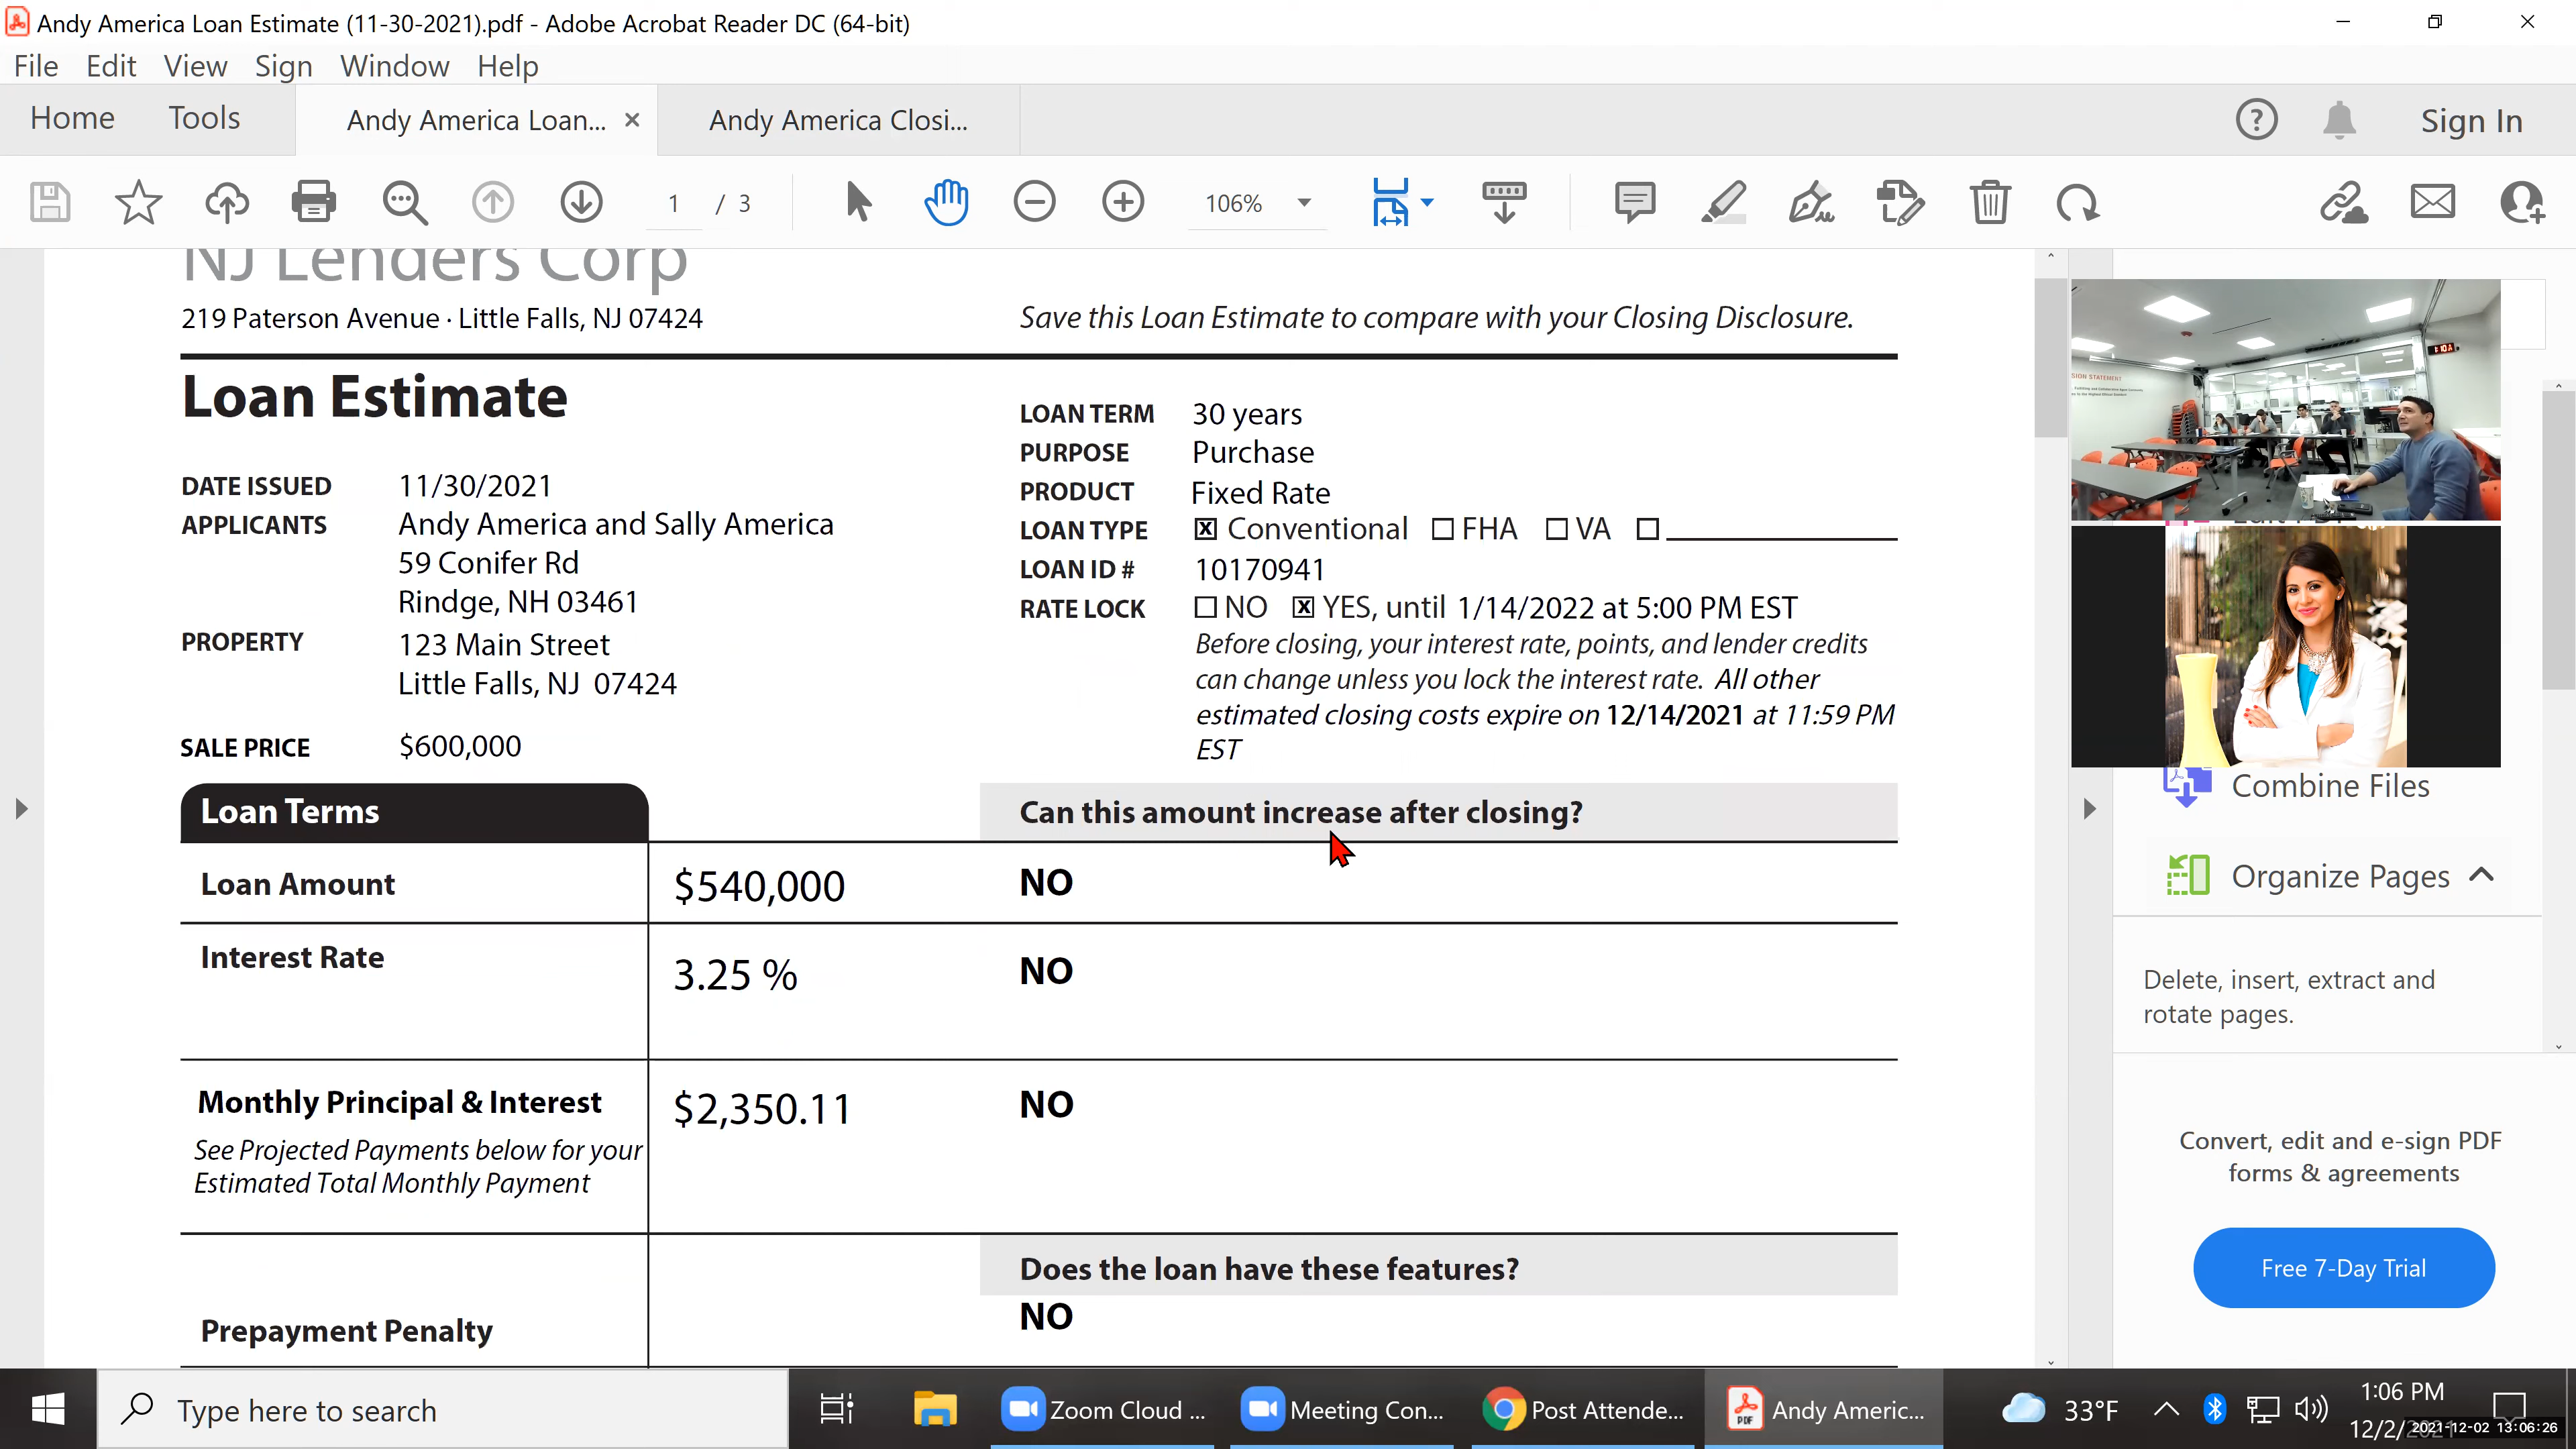 Andy America Loan Estimate (11-30-2021).pdf - Adobe Acrobat Reader DC (64-bit)
File Edit View Sign Window Help
Home Tools Andy America Loan... × Andy America Closi... Sign In
1 / 3 106%
NJ Lenders Corp
219 Paterson Avenue · Little Falls, NJ 07424
Save this Loan Estimate to compare with your Closing Disclosure.
Loan Estimate
DATE ISSUED 11/30/2021
APPLICANTS Andy America and Sally America
59 Conifer Rd
Rindge, NH 03461
PROPERTY 123 Main Street
Little Falls, NJ 07424
SALE PRICE $600,000
LOAN TERM 30 years
PURPOSE Purchase
PRODUCT Fixed Rate
LOAN TYPE ☒ Conventional ☐ FHA ☐ VA ☐
LOAN ID # 10170941
RATE LOCK ☐ NO ☒ YES, until 1/14/2022 at 5:00 PM EST
Before closing, your interest rate, points, and lender credits
can change unless you lock the interest rate. All other
estimated closing costs expire on 12/14/2021 at 11:59 PM
EST
Loan Terms Can this amount increase after closing?
Loan Amount $540,000 NO
Interest Rate 3.25 % NO
Monthly Principal & Interest $2,350.11 NO
See Projected Payments below for your
Estimated Total Monthly Payment
Does the loan have these features?
Prepayment Penalty NO
SION STATEMENT
Combine Files
Organize Pages
Delete, insert, extract and
rotate pages.
Convert, edit and e-sign PDF
forms & agreements
Free 7-Day Trial
Type here to search
Zoom Cloud ... Meeting Con... Post Attende... Andy Americ...
33°F
1:06 PM
12/2/
2021-12-02 13:06:26